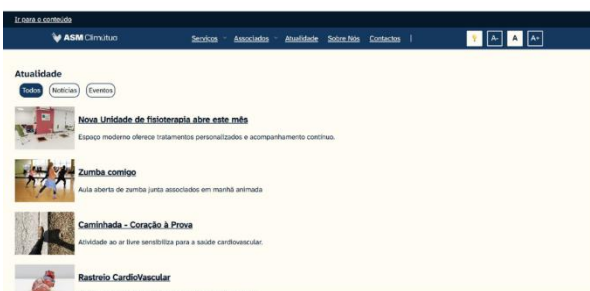 Ir para o conteúdo
ASM Climútuo
Serviços Associados Atualidade Sobre Nós Contactos |
A- A A+
Atualidade
Todos Notícias Eventos
Nova Unidade de fisioterapia abre este mês
Espaço moderno oferece tratamentos personalizados e acompanhamento contínuo.
Zumba comigo
Aula aberta de zumba junta associados em manhã animada
Caminhada - Coração à Prova
Atividade ao ar livre sensibiliza para a saúde cardiovascular.
Rastreio CardioVascular